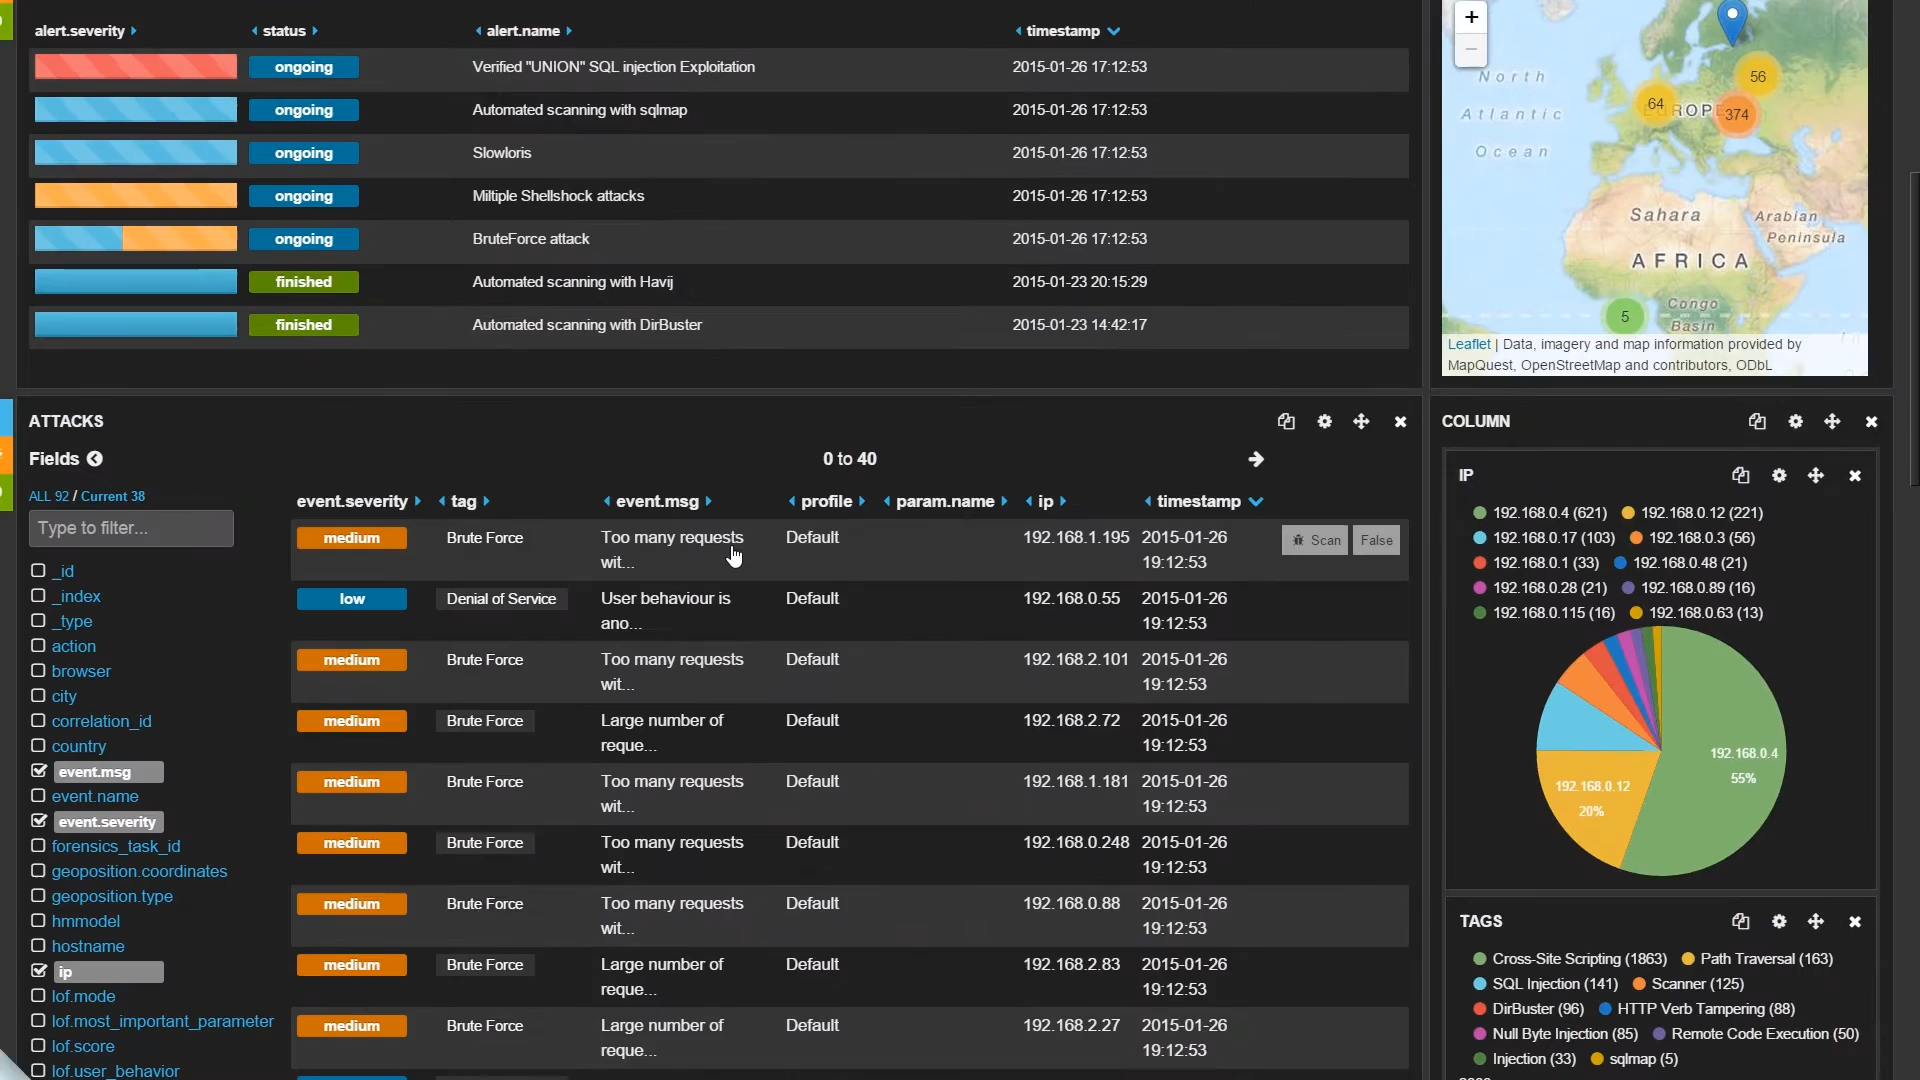 alert.severity status alert.name timestamp
ongoing Verified "UNION" SQL injection Exploitation 2015-01-26 17:12:53
ongoing Automated scanning with sqlmap 2015-01-26 17:12:53
ongoing Slowloris 2015-01-26 17:12:53
ongoing Miltiple Shellshock attacks 2015-01-26 17:12:53
ongoing BruteForce attack 2015-01-26 17:12:53
finished Automated scanning with Havij 2015-01-23 20:15:29
finished Automated scanning with DirBuster 2015-01-23 14:42:17
+
−
North
Atlantic
Ocean
56
64
EUROPE
374
Sahara
Arabian
Peninsula
AFRICA
Congo
Basin
5
Leaflet | Data, imagery and map information provided by
MapQuest, OpenStreetMap and contributors, ODbL
ATTACKS
Fields
0 to 40
ALL 92 / Current 38
Type to filter...
_id
_index
_type
action
browser
city
correlation_id
country
event.msg
event.name
event.severity
forensics_task_id
geoposition.coordinates
geoposition.type
hmmodel
hostname
ip
lof.mode
lof.most_important_parameter
lof.score
lof.user_behavior
event.severity tag event.msg profile param.name ip timestamp
medium Brute Force Too many requests Default 192.168.1.195 2015-01-26 Scan False
wit... 19:12:53
low Denial of Service User behaviour is Default 192.168.0.55 2015-01-26
ano... 19:12:53
medium Brute Force Too many requests Default 192.168.2.101 2015-01-26
wit... 19:12:53
medium Brute Force Large number of Default 192.168.2.72 2015-01-26
reque... 19:12:53
medium Brute Force Too many requests Default 192.168.1.181 2015-01-26
wit... 19:12:53
medium Brute Force Too many requests Default 192.168.0.248 2015-01-26
wit... 19:12:53
medium Brute Force Too many requests Default 192.168.0.88 2015-01-26
wit... 19:12:53
medium Brute Force Large number of Default 192.168.2.83 2015-01-26
reque... 19:12:53
medium Brute Force Large number of Default 192.168.2.27 2015-01-26
reque... 19:12:53
COLUMN
IP
192.168.0.4 (621) 192.168.0.12 (221)
192.168.0.17 (103) 192.168.0.3 (56)
192.168.0.1 (33) 192.168.0.48 (21)
192.168.0.28 (21) 192.168.0.89 (16)
192.168.0.115 (16) 192.168.0.63 (13)
192.168.0.4
55%
192.168.0.12
20%
TAGS
Cross-Site Scripting (1863) Path Traversal (163)
SQL Injection (141) Scanner (125)
DirBuster (96) HTTP Verb Tampering (88)
Null Byte Injection (85) Remote Code Execution (50)
Injection (33) sqlmap (5)